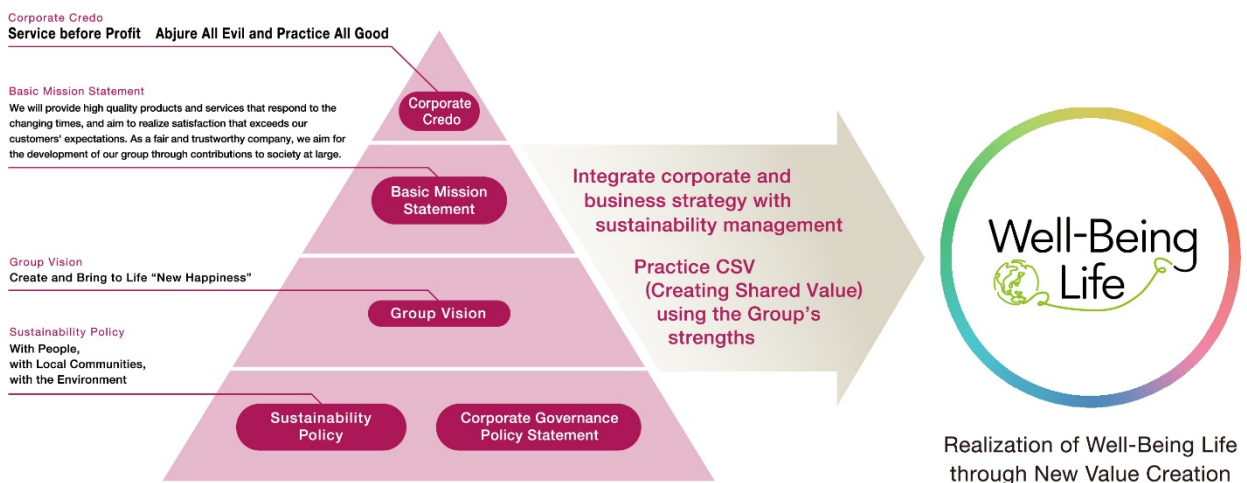 Corporate Credo
Service before Profit Abjure All Evil and Practice All Good
Basic Mission Statement
We will provide high quality products and services that respond to the
changing times, and aim to realize satisfaction that exceeds our
customers' expectations. As a fair and trustworthy company, we aim for
the development of our group through contributions to society at large.
Group Vision
Create and Bring to Life “New Happiness”
Sustainability Policy
With People,
with Local Communities,
with the Environment
Corporate
Credo
Basic Mission
Statement
Group Vision
Sustainability
Policy
Corporate Governance
Policy Statement
Integrate corporate and
business strategy with
sustainability management
Practice CSV
(Creating Shared Value)
using the Group's
strengths
Well-Being
Life
Realization of Well-Being Life
through New Value Creation